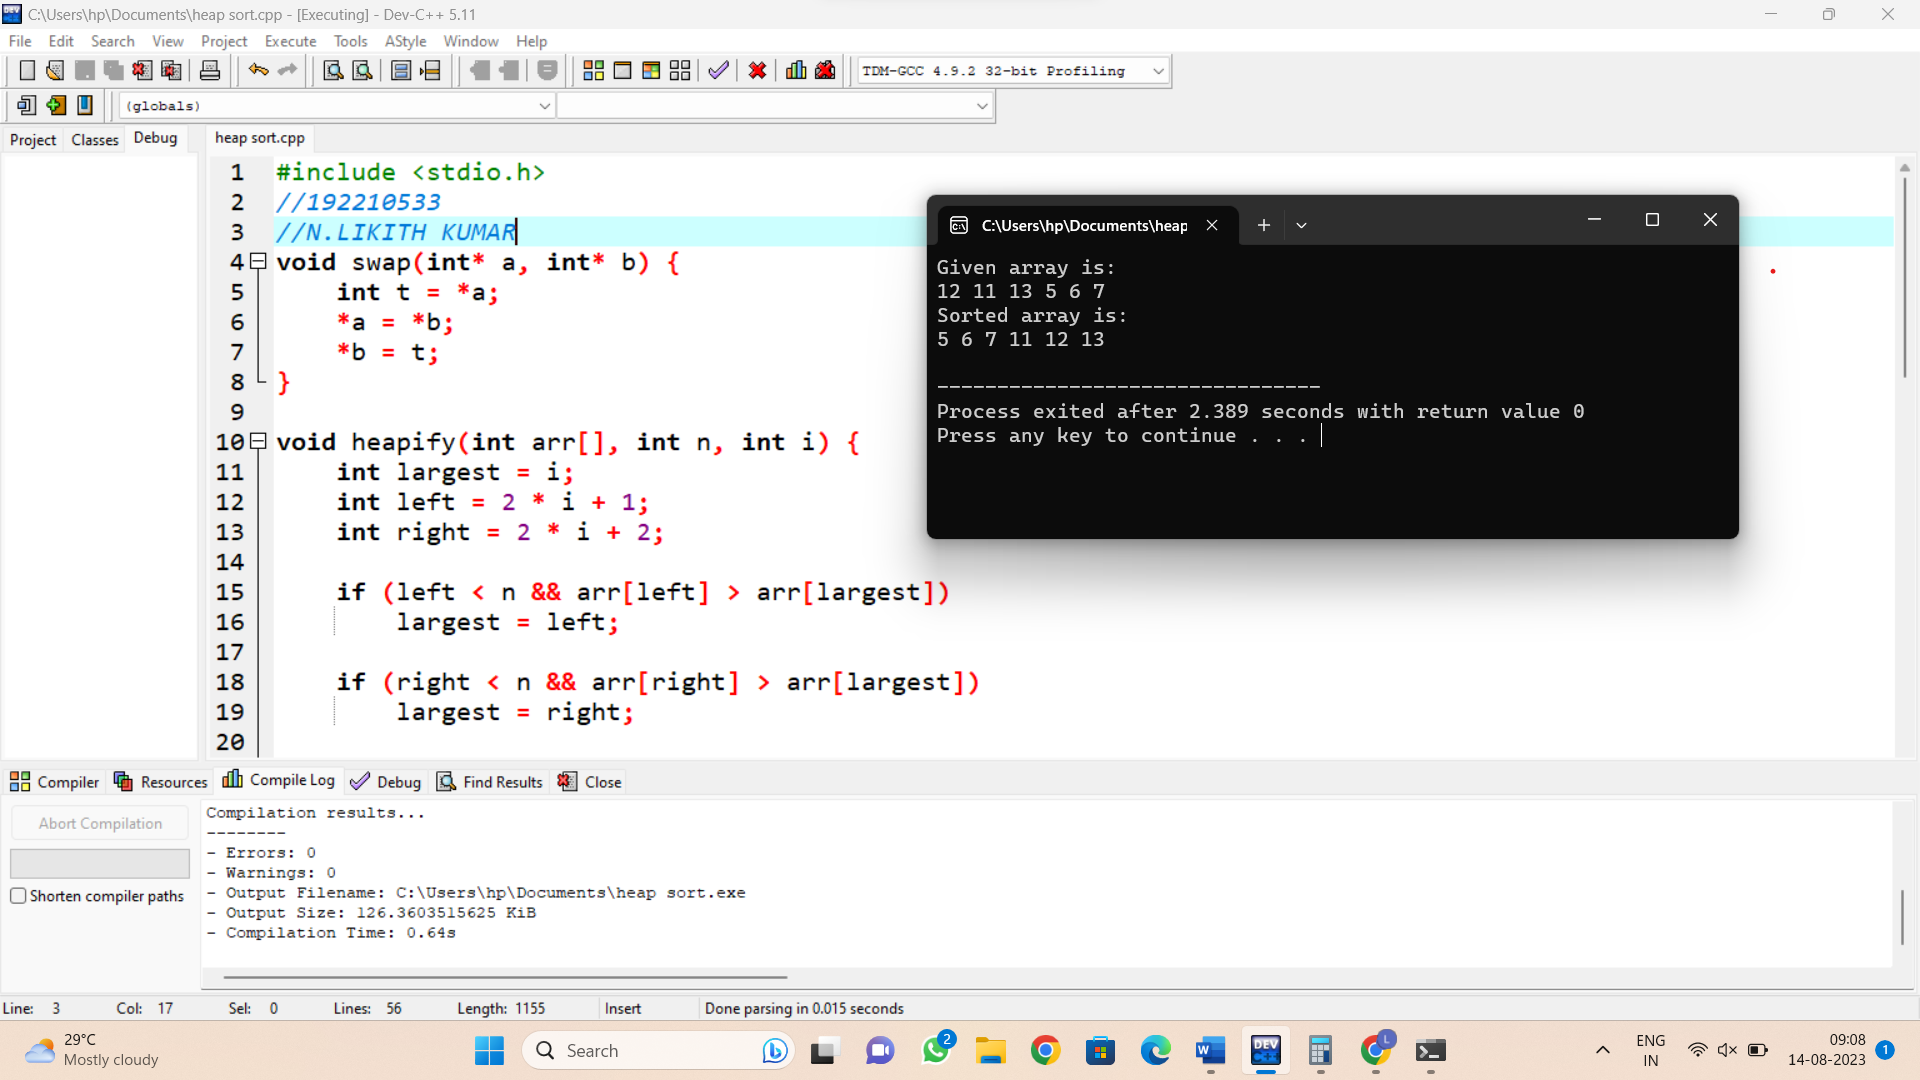 C:\Users\hp\Documents\heap sort.cpp - [Executing] - Dev-C++ 5.11
File Edit Search View Project Execute Tools AStyle Window Help
TDM-GCC 4.9.2 32-bit Profiling
(globals)
Project Classes Debug heap sort.cpp
1 #include <stdio.h>
2 //192210533
3 //N.LIKITH KUMAR
4 void swap(int* a, int* b) {
5 int t = *a;
6 *a = *b;
7 *b = t;
8 }
9
10 void heapify(int arr[], int n, int i) {
11 int largest = i;
12 int left = 2 * i + 1;
13 int right = 2 * i + 2;
14
15 if (left < n && arr[left] > arr[largest])
16 largest = left;
17
18 if (right < n && arr[right] > arr[largest])
19 largest = right;
20
C:\Users\hp\Documents\heap
Given array is:
12 11 13 5 6 7
Sorted array is:
5 6 7 11 12 13
--------------------------------
Process exited after 2.389 seconds with return value 0
Press any key to continue . . .
Compiler Resources Compile Log Debug Find Results Close
Abort Compilation
Shorten compiler paths
Compilation results...
--------
- Errors: 0
- Warnings: 0
- Output Filename: C:\Users\hp\Documents\heap sort.exe
- Output Size: 126.3603515625 KiB
- Compilation Time: 0.64s
Line: 3 Col: 17 Sel: 0 Lines: 56 Length: 1155 Insert Done parsing in 0.015 seconds
29°C
Mostly cloudy
Search
2
W
DEV C++
L
ENG
IN
09:08
14-08-2023
1